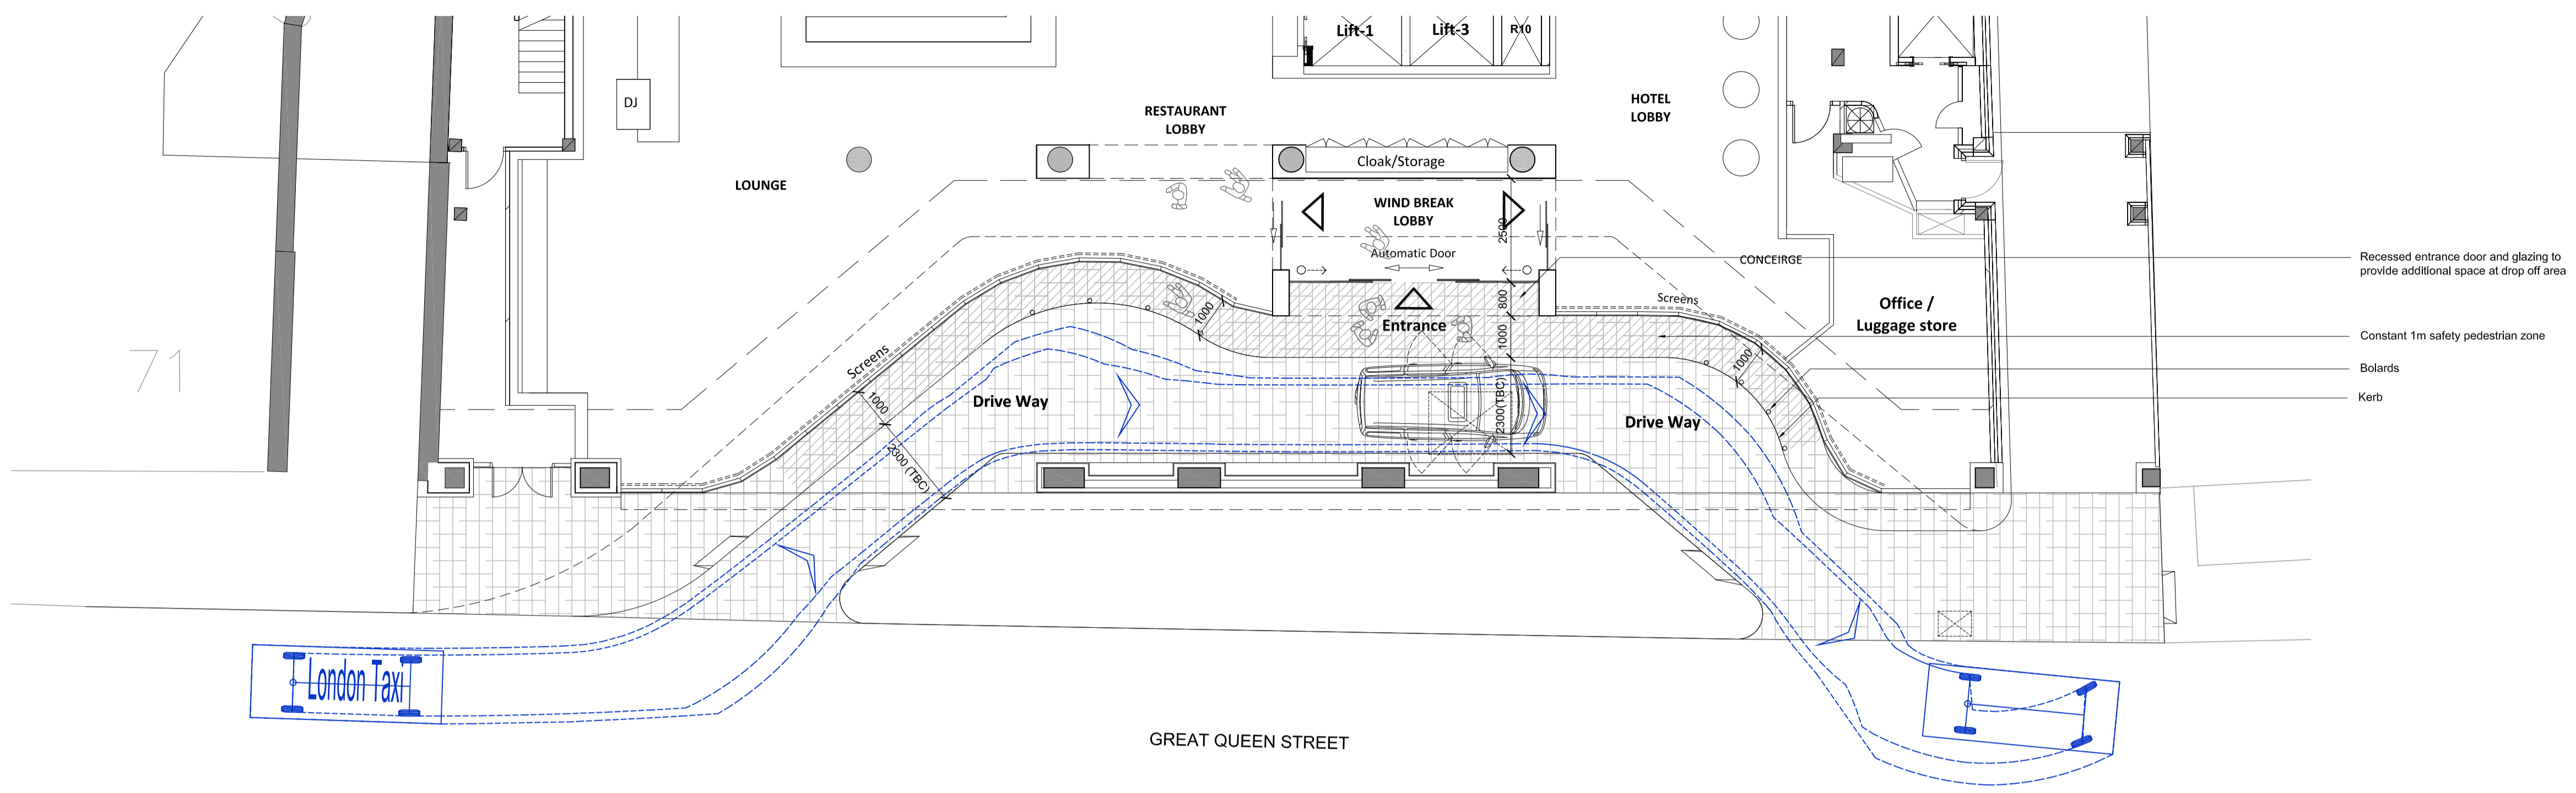 Lift-1
Lift-3
R10
DJ
RESTAURANT
LOBBY
HOTEL
LOBBY
Cloak/Storage
LOUNGE
WIND BREAK
LOBBY
2500
Automatic Door
CONCEIRGE
Recessed entrance door and glazing to
provide additional space at drop off area
800
1000
Screens
Office /
Luggage store
Entrance
1000
Constant 1m safety pedestrian zone
71
Screens
1000
Bolards
1000
Drive Way
2300(TBC)
Drive Way
Kerb
2300 (TBC)
London Taxi
GREAT QUEEN STREET